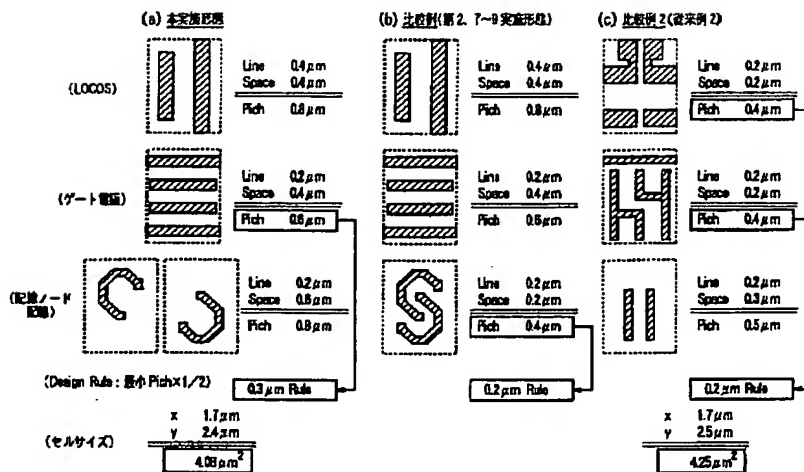 (a) 本実施形態
(b) 比較例(第2、7~9実施形態)
(c) 比較例2(従来例2)
(LOCOS)
Line 0.4μm
Space 0.4μm
Pich 0.8μm
Line 0.4μm
Space 0.4μm
Pich 0.8μm
Line 0.2μm
Space 0.2μm
Pich 0.4μm
(ゲート電極)
Line 0.2μm
Space 0.4μm
Pich 0.6μm
Line 0.2μm
Space 0.4μm
Pich 0.6μm
Line 0.2μm
Space 0.2μm
Pich 0.4μm
(記憶ノード
配線)
Line 0.2μm
Space 0.6μm
Pich 0.8μm
Line 0.2μm
Space 0.2μm
Pich 0.4μm
Line 0.2μm
Space 0.3μm
Pich 0.5μm
(Design Rule : 最小 Pich×1/2)
0.3μm Rule
0.2μm Rule
0.2μm Rule
(セルサイズ)
x 1.7μm
y 2.4μm
4.08μm²
x 1.7μm
y 2.5μm
4.25μm²